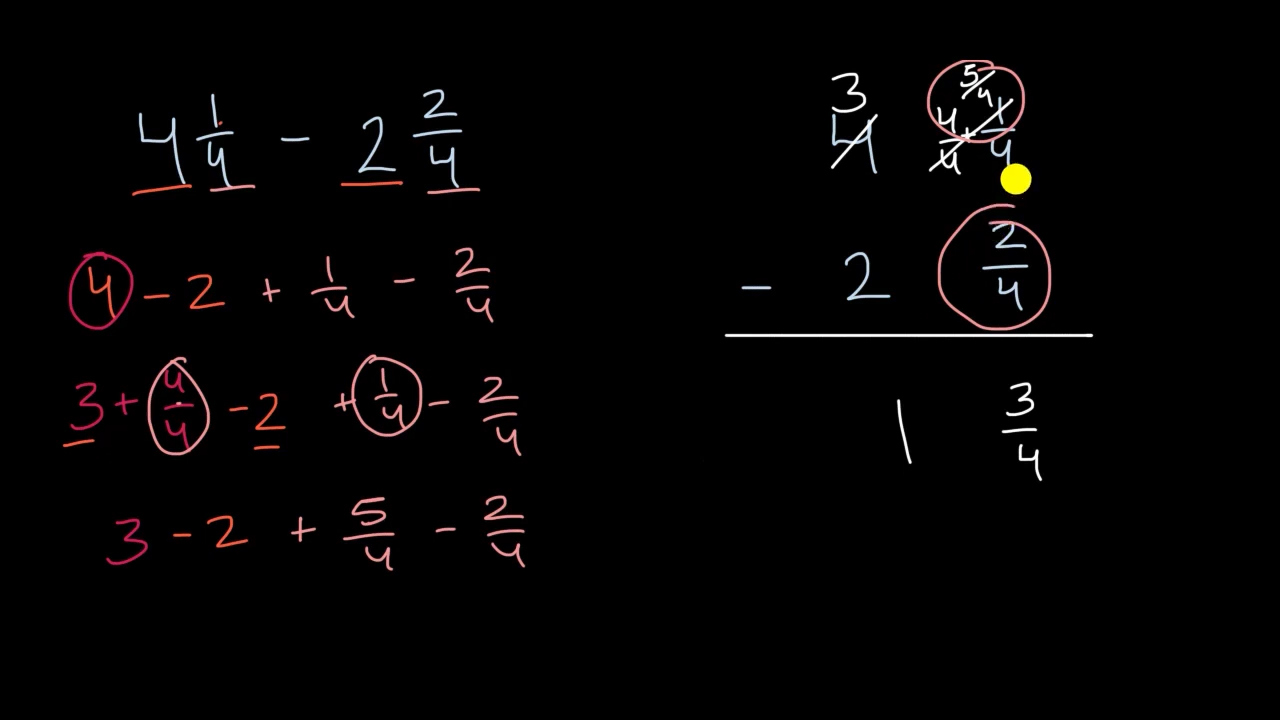 4 1/4 - 2 2/4
4 - 2 + 1/4 - 2/4
3 + 4/4 - 2 + 1/4 - 2/4
3 - 2 + 5/4 - 2/4
3 5/4
4 4/4 + 1/4
- 2 2/4
1 3/4